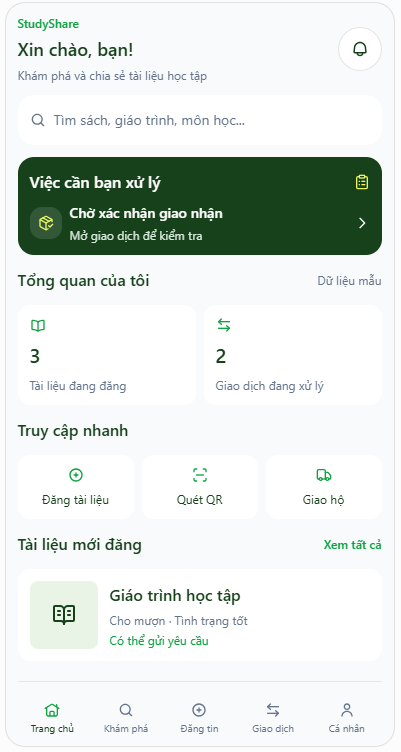 StudyShare
Xin chào, bạn!
Khám phá và chia sẻ tài liệu học tập
Tìm sách, giáo trình, môn học...
Việc cần bạn xử lý
Chờ xác nhận giao nhận
Mở giao dịch để kiểm tra
Tổng quan của tôi
Dữ liệu mẫu
3
2
Tài liệu đang đăng
Giao dịch đang xử lý
Truy cập nhanh
Đăng tài liệu
Quét QR
Giao hộ
Tài liệu mới đăng
Xem tất cả
Giáo trình học tập
Cho mượn · Tình trạng tốt
Có thể gửi yêu cầu
Trang chủ
Khám phá
Đăng tin
Giao dịch
Cá nhân